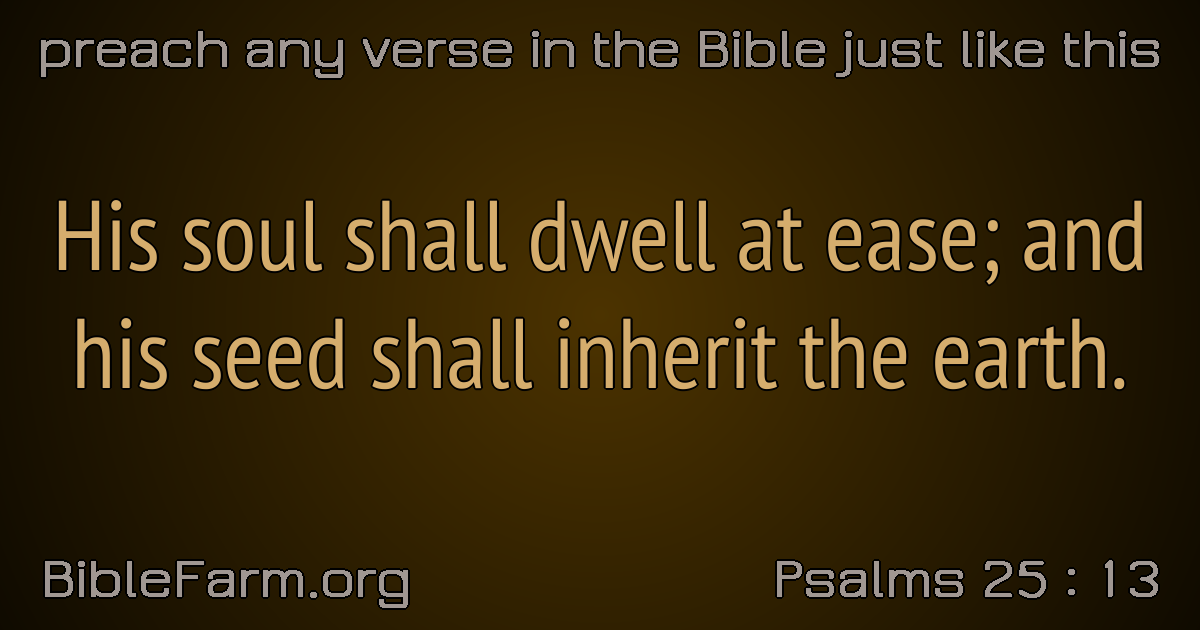 preach any verse in the Bible just like this
His soul shall dwell at ease; and
his seed shall inherit the earth.
BibleFarm.org
Psalms 25 : 13